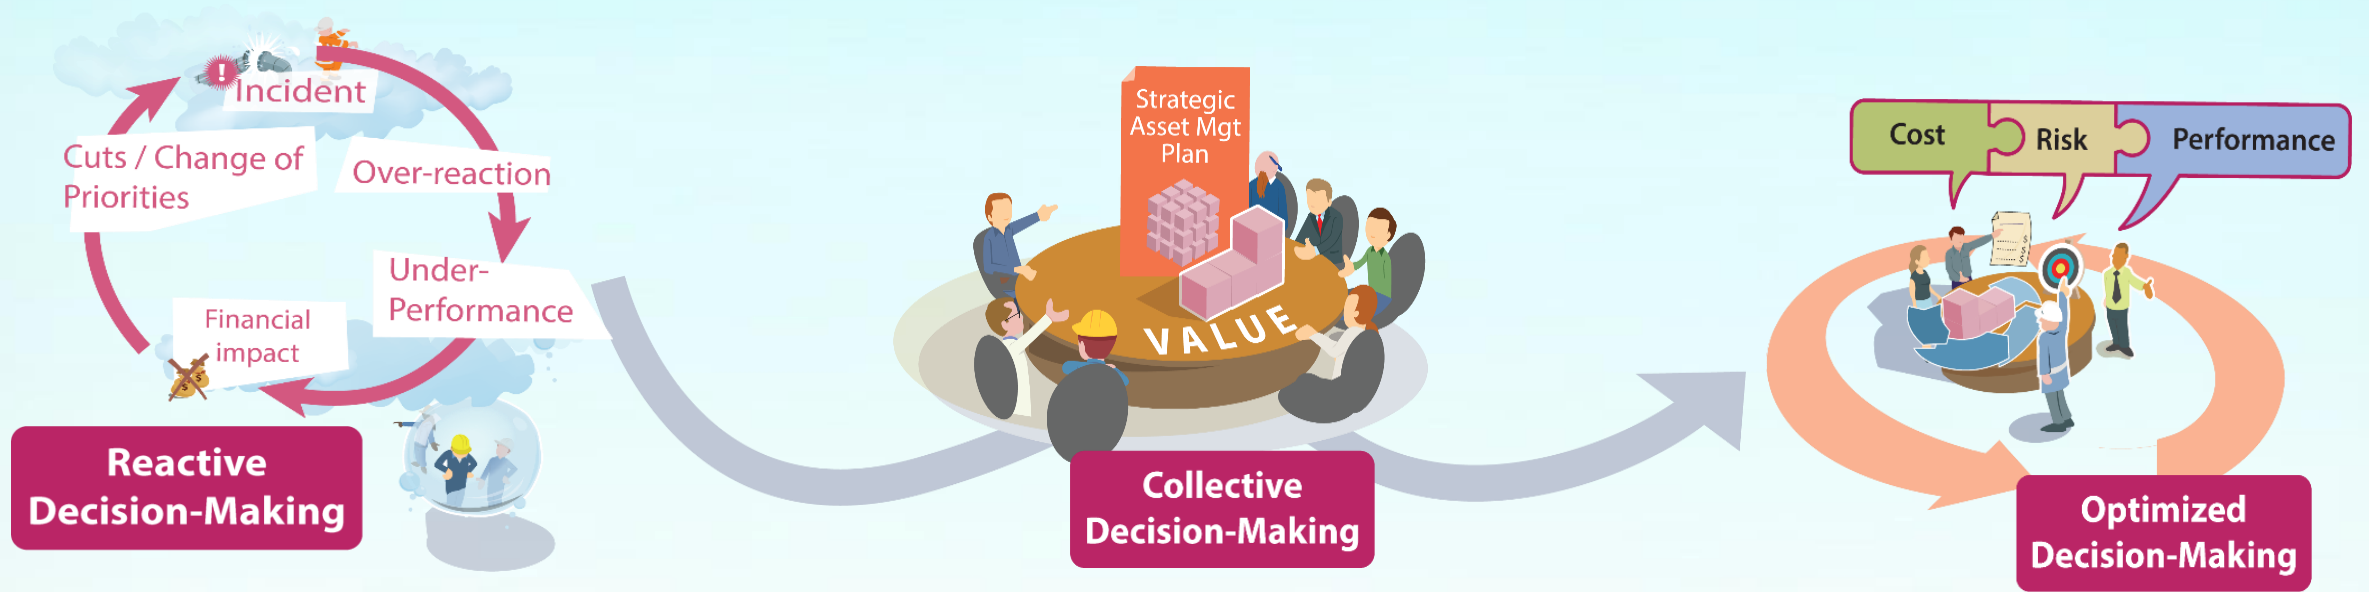 !
Incident
Over-reaction
Under-
Performance
Financial
impact
Cuts / Change of
Priorities
Reactive
Decision-Making
Strategic
Asset Mgt
Plan
VALUE
Collective
Decision-Making
Cost
Risk
Performance
Optimized
Decision-Making